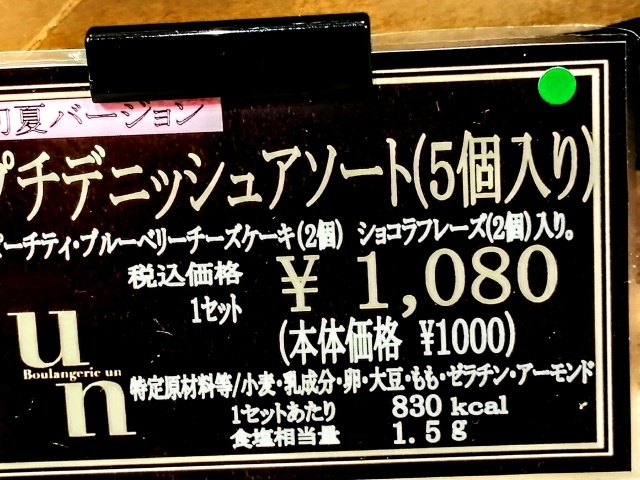 初夏バージョン
プチデニッシュアソート(5個入り)
ピーチティ・ブルーベリーチーズケーキ(2個) ショコラフレーズ(2個)入り。
税込価格
1セット
¥ 1,080
(本体価格 ¥1000)
un
Boulangerie un
特定原材料等/小麦・乳成分・卵・大豆・もも・ゼラチン・アーモンド
1セットあたり 830 kcal
食塩相当量 1.5g